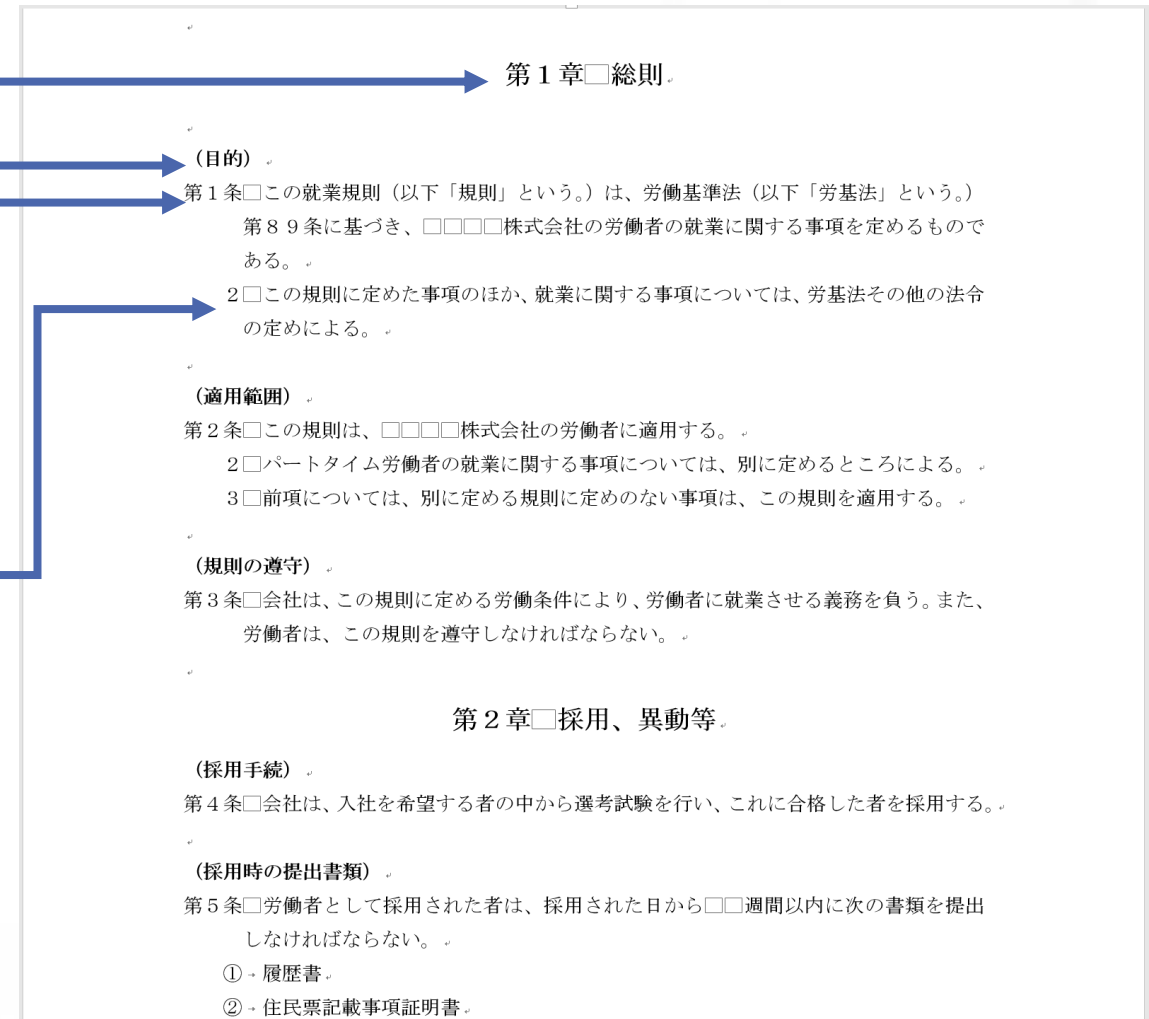 第１章□総則
（目的）
第１条□この就業規則（以下「規則」という。）は、労働基準法（以下「労基法」という。）
第８９条に基づき、□□□□株式会社の労働者の就業に関する事項を定めるもので
ある。
２□この規則に定めた事項のほか、就業に関する事項については、労基法その他の法令
の定めによる。
（適用範囲）
第２条□この規則は、□□□□株式会社の労働者に適用する。
２□パートタイム労働者の就業に関する事項については、別に定めるところによる。
３□前項については、別に定める規則に定めのない事項は、この規則を適用する。
（規則の遵守）
第３条□会社は、この規則に定める労働条件により、労働者に就業させる義務を負う。また、
労働者は、この規則を遵守しなければならない。
第２章□採用、異動等
（採用手続）
第４条□会社は、入社を希望する者の中から選考試験を行い、これに合格した者を採用する。
（採用時の提出書類）
第５条□労働者として採用された者は、採用された日から□□週間以内に次の書類を提出
しなければならない。
①→履歴書
②→住民票記載事項証明書